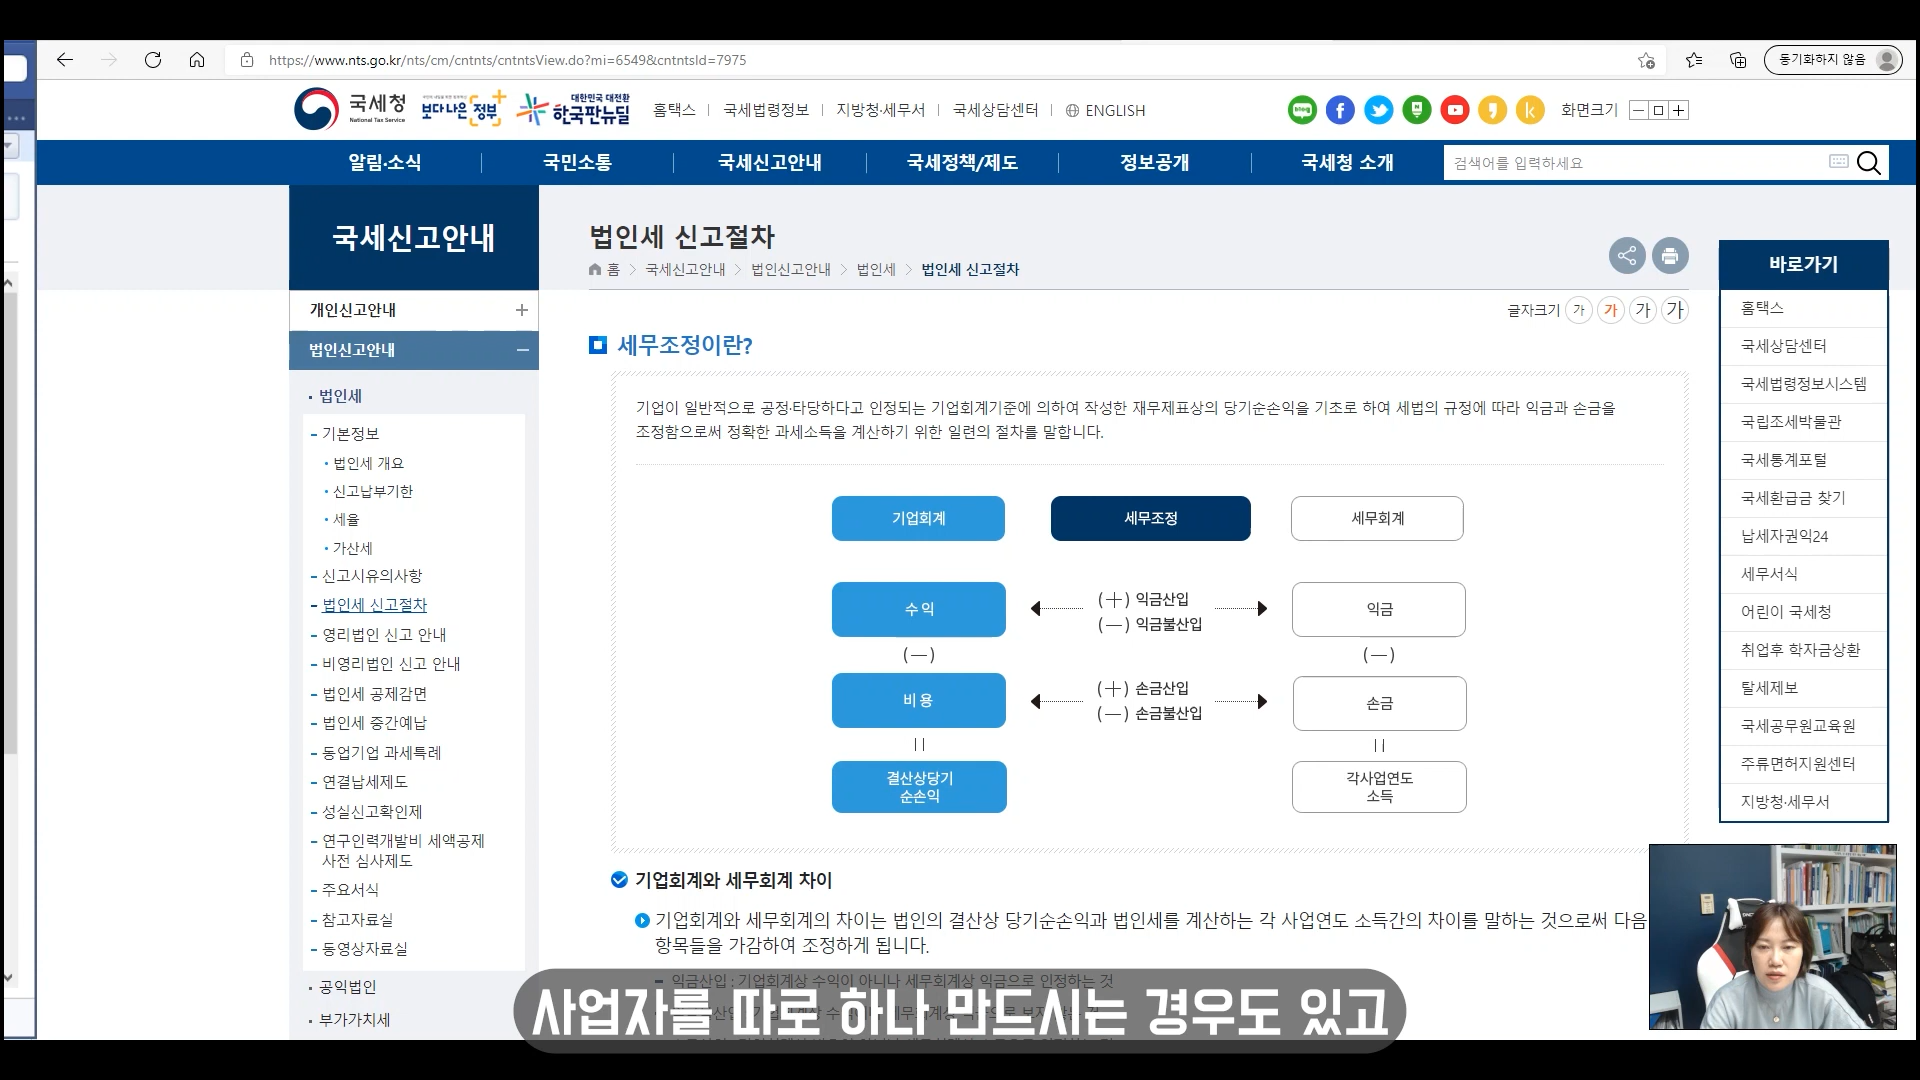 https://www.nts.go.kr/nts/cm/cntnts/cntntsView.do?mi=6549&cntntsId=7975
동기화하지 않음
국세청
National Tax Service
보다나은정부
대한민국 대전환
한국판뉴딜
홈택스
국세법령정보
지방청·세무서
국세상담센터
ENGLISH
blog
화면크기
알림·소식
국민소통
국세신고안내
국세정책/제도
정보공개
국세청 소개
검색어를 입력하세요
국세신고안내
개인신고안내
법인신고안내
법인세
기본정보
법인세 개요
신고납부기한
세율
가산세
신고시유의사항
법인세 신고절차
영리법인 신고 안내
비영리법인 신고 안내
법인세 공제감면
법인세 중간예납
동업기업 과세특례
연결납세제도
성실신고확인제
연구인력개발비 세액공제
사전 심사제도
주요서식
참고자료실
동영상자료실
공익법인
부가가치세
법인세 신고절차
홈 > 국세신고안내 > 법인신고안내 > 법인세 > 법인세 신고절차
글자크기 가 가 가 가
세무조정이란?
기업이 일반적으로 공정·타당하다고 인정되는 기업회계기준에 의하여 작성한 재무제표상의 당기순손익을 기초로 하여 세법의 규정에 따라 익금과 손금을
조정함으로써 정확한 과세소득을 계산하기 위한 일련의 절차를 말합니다.
기업회계
세무조정
세무회계
수 익
(+) 익금산입
(—) 익금불산입
익금
(—)
(—)
비 용
(+) 손금산입
(—) 손금불산입
손금
결산상당기
순손익
각사업연도
소득
기업회계와 세무회계 차이
기업회계와 세무회계의 차이는 법인의 결산상 당기순손익과 법인세를 계산하는 각 사업연도 소득간의 차이를 말하는 것으로써 다음
항목들을 가감하여 조정하게 됩니다.
익금산입 : 기업회계상 수익이 아니나 세무회계상 익금으로 인정하는 것
사업자를 따로 하나 만드시는 경우도 있고
바로가기
홈택스
국세상담센터
국세법령정보시스템
국립조세박물관
국세통계포털
국세환급금 찾기
납세자권익24
세무서식
어린이 국세청
취업후 학자금상환
탈세제보
국세공무원교육원
주류면허지원센터
지방청·세무서